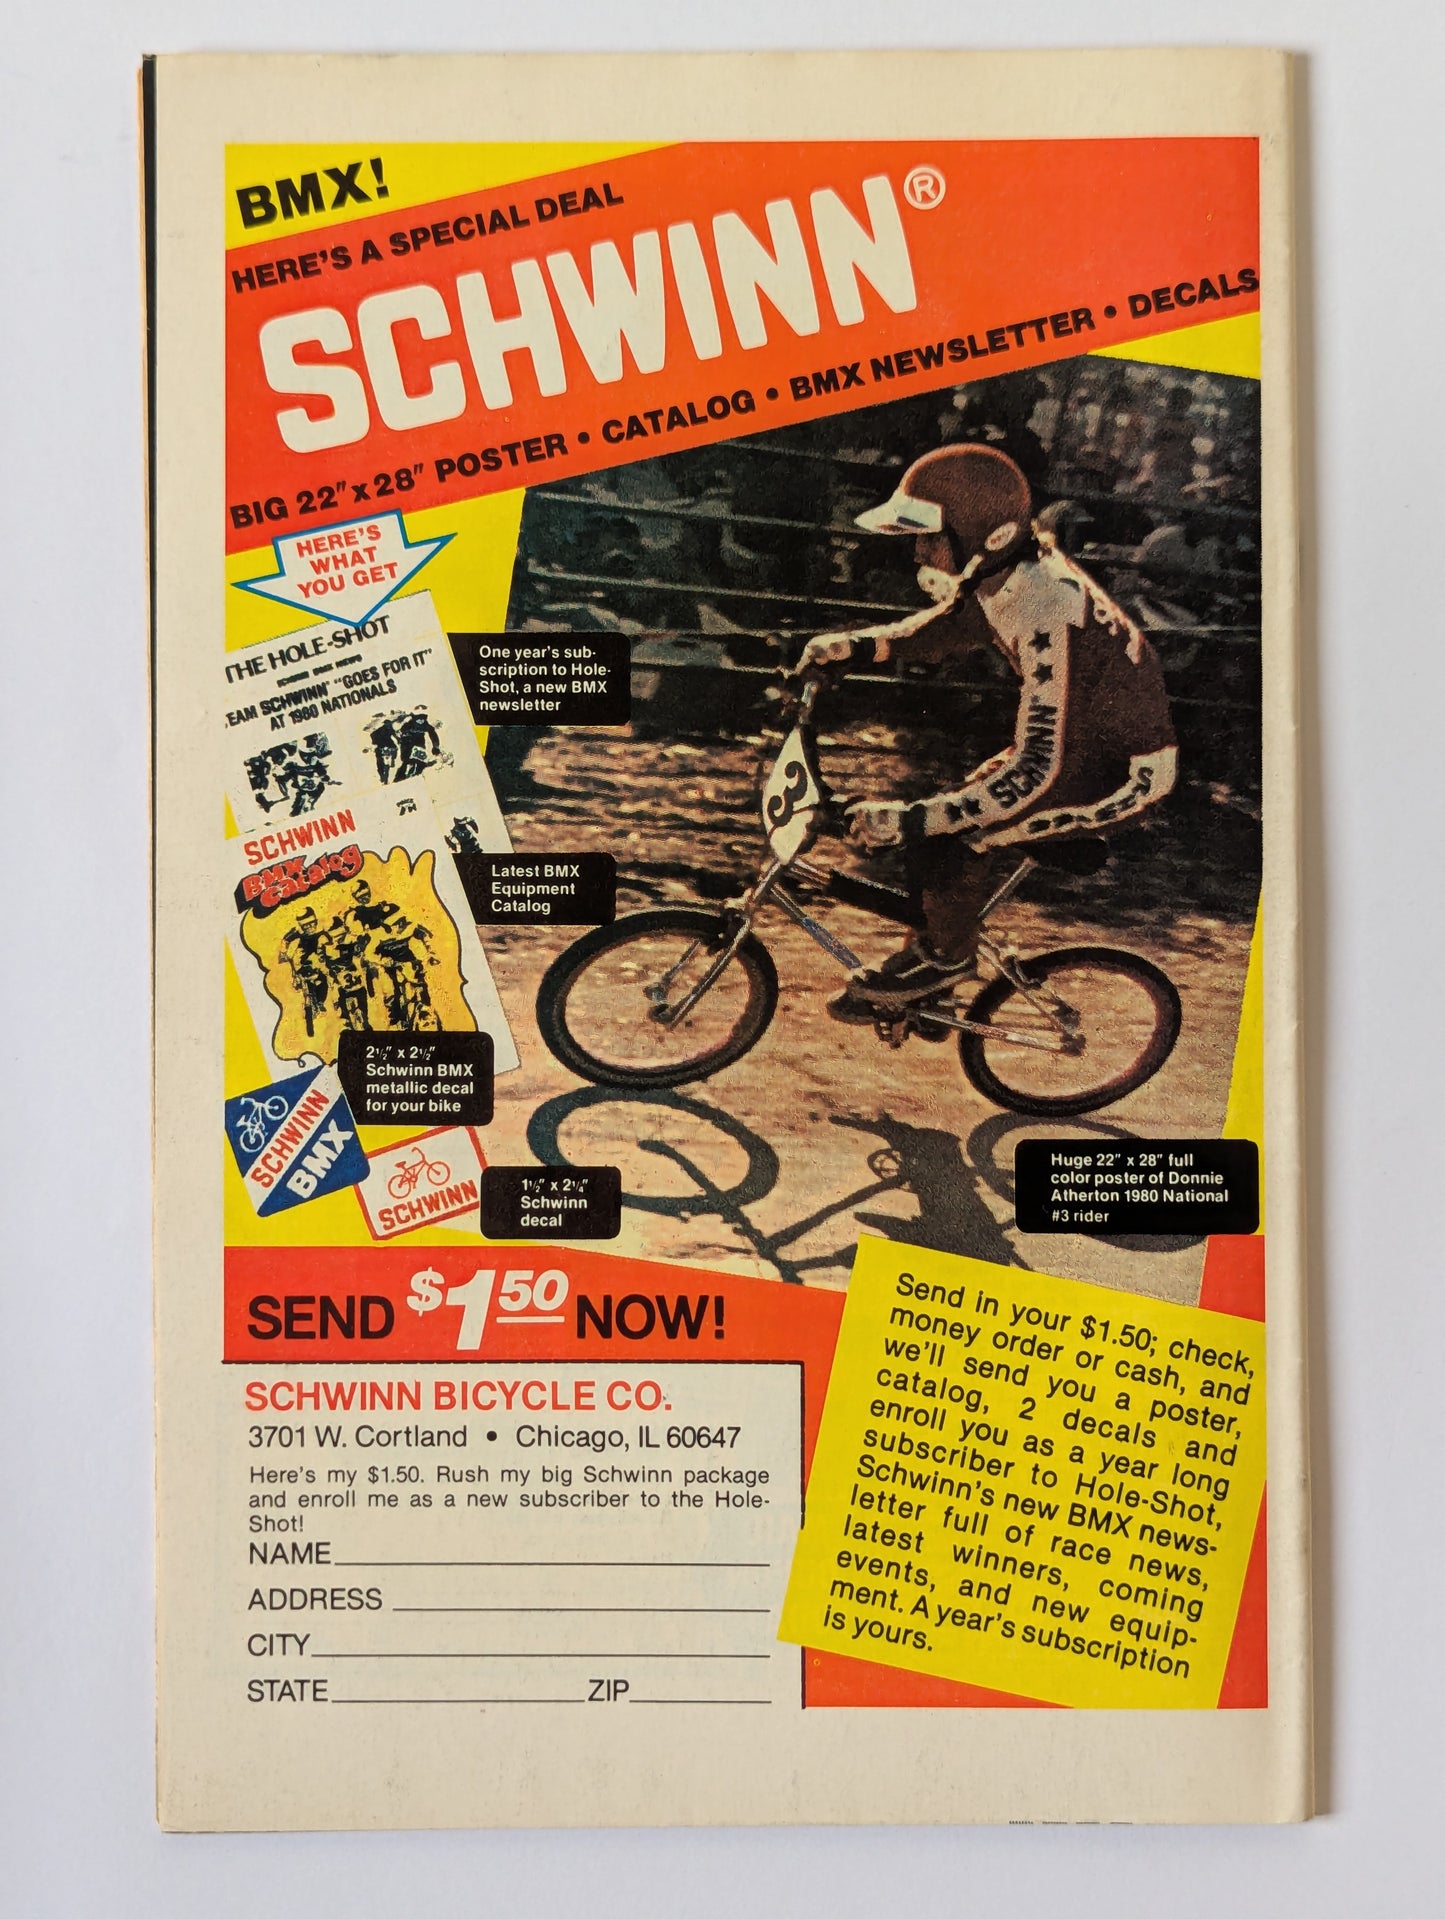 BMX!
HERE'S A SPECIAL DEAL
SCHWINN®
BIG 22" x 28" POSTER • CATALOG • BMX NEWSLETTER • DECALS
HERE'S
WHAT
YOU GET
THE HOLE-SHOT
SCHWINN BMX NEWS
EAM SCHWINN "GOES FOR IT"
AT 1980 NATIONALS
One year's sub-
scription to Hole-
Shot, a new BMX
newsletter
SCHWINN
BMX
Catalog
Latest BMX
Equipment
Catalog
2½" x 2½"
Schwinn BMX
metallic decal
for your bike
SCHWINN
BMX
SCHWINN
1½" x 2¼"
Schwinn
decal
SCHWINN
3
Huge 22" x 28" full
color poster of Donnie
Atherton 1980 National
#3 rider
SEND $1.50 NOW!
SCHWINN BICYCLE CO.
3701 W. Cortland • Chicago, IL 60647
Here's my $1.50. Rush my big Schwinn package
and enroll me as a new subscriber to the Hole-
Shot!
NAME
ADDRESS
CITY
STATE ZIP
Send in your $1.50; check,
money order or cash, and
we'll send you a poster,
catalog, 2 decals and
enroll you as a year long
subscriber to Hole-Shot,
Schwinn's new BMX news-
letter full of race news,
latest winners, coming
events, and new equip-
ment. A year's subscription
is yours.